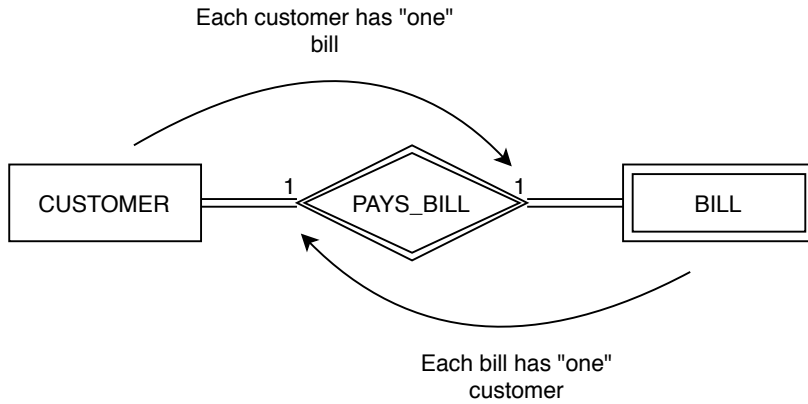 Each customer has "one"
bill
CUSTOMER
1
PAYS_BILL
1
BILL
Each bill has "one"
customer